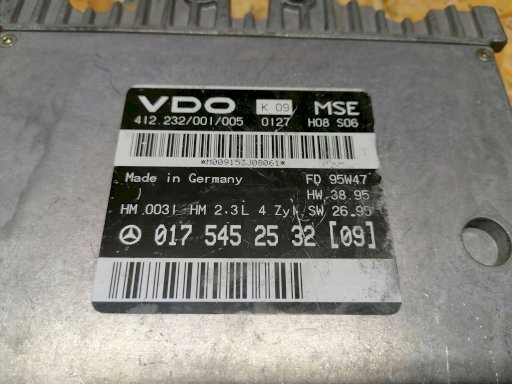 VDO K 09 MSE
412.232/001/005 0127 H08 S06
*M009153J08061*
Made in Germany FD 95W47
HW 38.95
HM 0031 HM 2.3L 4 Zyl SW 26.95
017 545 25 32 [09]